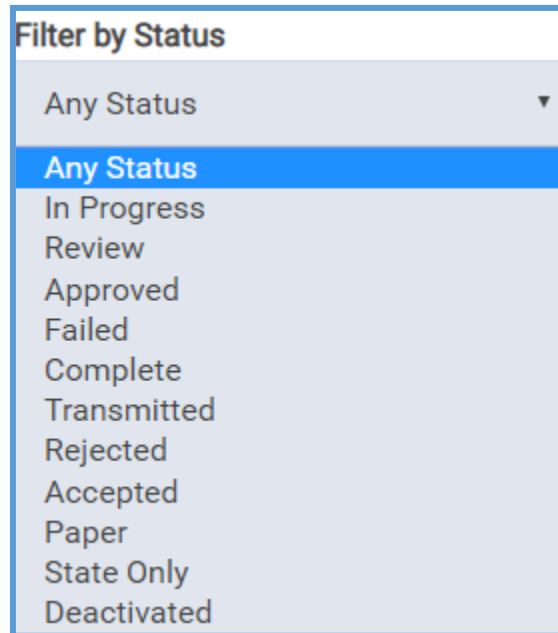 Filter by Status
Any Status
Any Status
In Progress
Review
Approved
Failed
Complete
Transmitted
Rejected
Accepted
Paper
State Only
Deactivated